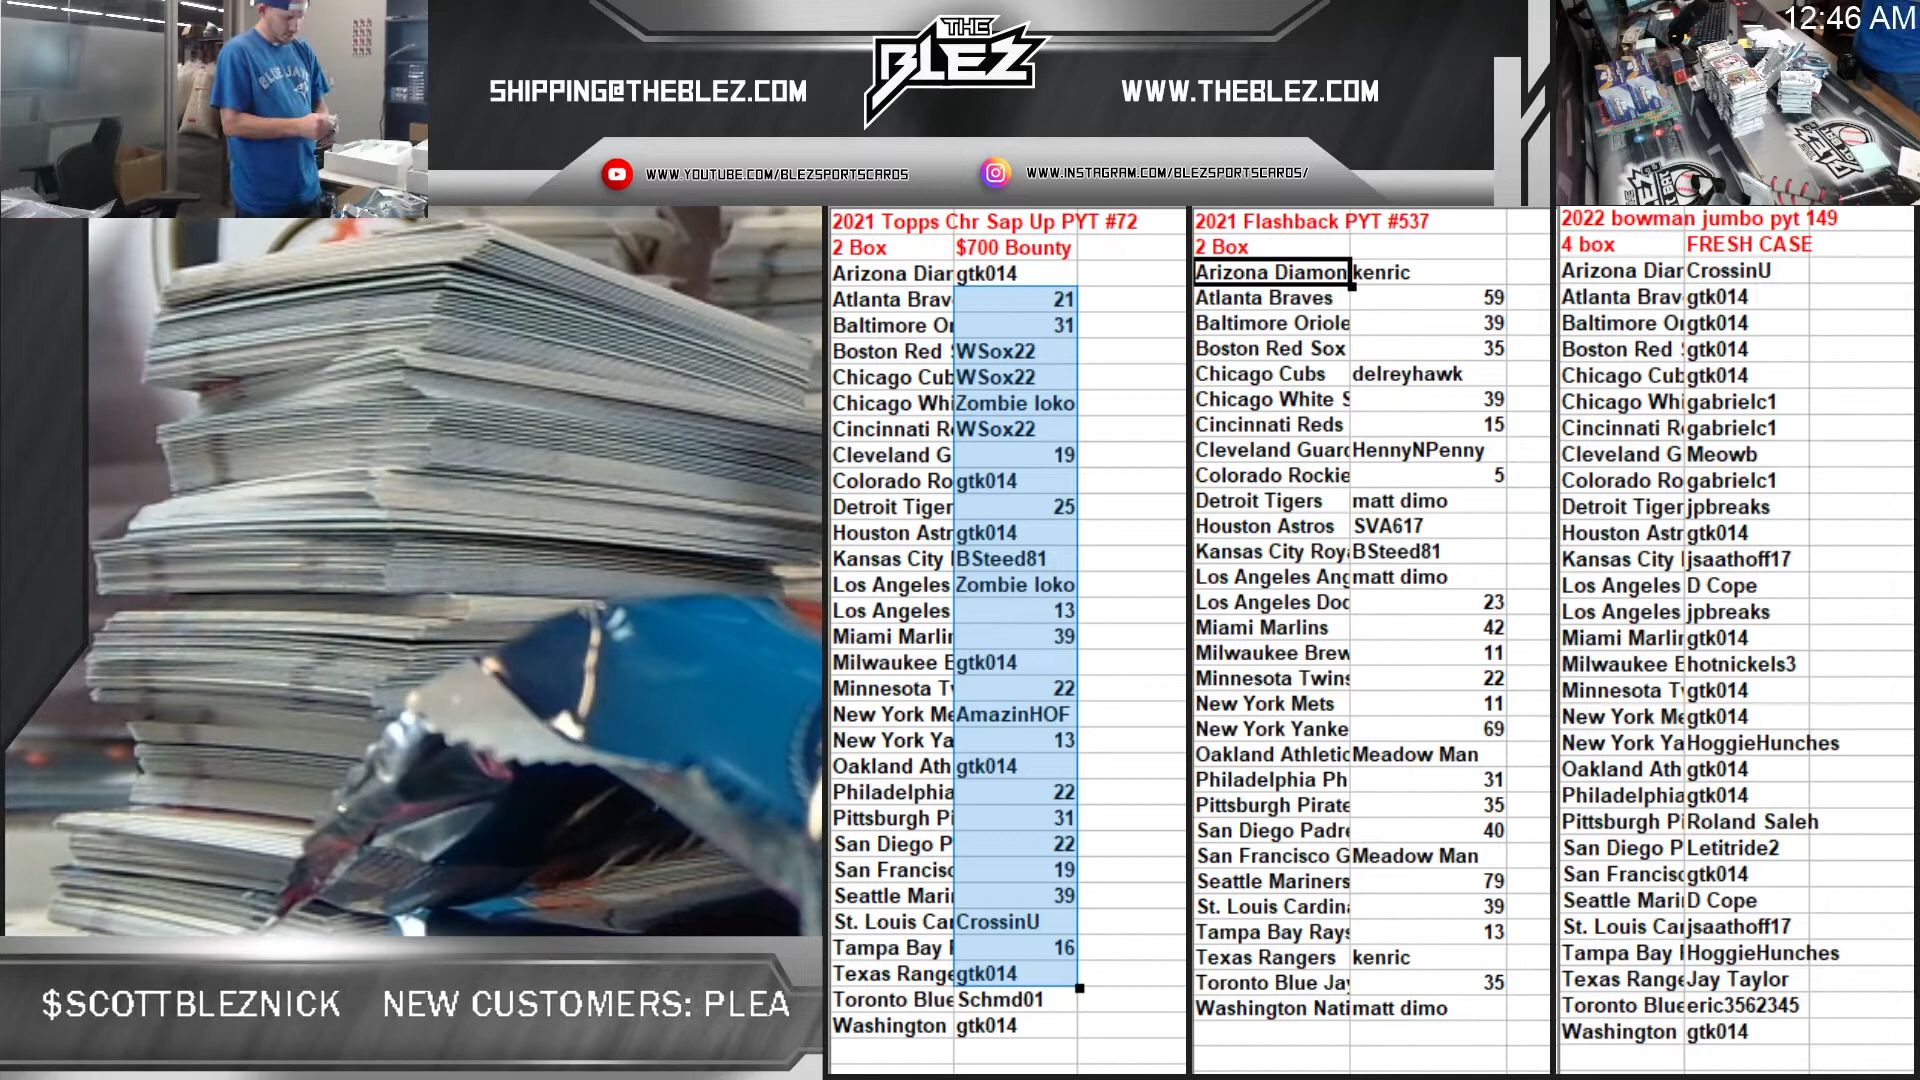 BLUE JAYS
SHIPPING@THEBLEZ.COM
THE
BLEZ
WWW.THEBLEZ.COM
WWW.YOUTUBE.COM/BLEZSPORTSCARDS
WWW.INSTAGRAM.COM/BLEZSPORTSCARDS/
12:46 AM
2021 Topps Chr Sap Up PYT #72
2 Box $700 Bounty
Arizona Diar gtk014
Atlanta Brav 21
Baltimore Or 31
Boston Red WSox22
Chicago Cub WSox22
Chicago Whi Zombie loko
Cincinnati R WSox22
Cleveland G 19
Colorado Ro gtk014
Detroit Tiger 25
Houston Astr gtk014
Kansas City BSteed81
Los Angeles Zombie loko
Los Angeles 13
Miami Marlin 39
Milwaukee B gtk014
Minnesota T 22
New York Me AmazinHOF
New York Ya 13
Oakland Ath gtk014
Philadelphia 22
Pittsburgh Pi 31
San Diego P 22
San Francisc 19
Seattle Mari 39
St. Louis Car CrossinU
Tampa Bay 16
Texas Range gtk014
Toronto Blue Schmd01
Washington gtk014
2021 Flashback PYT #537
2 Box
Arizona Diamon kenric
Atlanta Braves 59
Baltimore Oriole 39
Boston Red Sox 35
Chicago Cubs delreyhawk
Chicago White S 39
Cincinnati Reds 15
Cleveland Guard HennyNPenny
Colorado Rockie 5
Detroit Tigers matt dimo
Houston Astros SVA617
Kansas City Roya BSteed81
Los Angeles Ang matt dimo
Los Angeles Dod 23
Miami Marlins 42
Milwaukee Brew 11
Minnesota Twins 22
New York Mets 11
New York Yanke 69
Oakland Athletic Meadow Man
Philadelphia Ph 31
Pittsburgh Pirate 35
San Diego Padre 40
San Francisco G Meadow Man
Seattle Mariners 79
St. Louis Cardina 39
Tampa Bay Rays 13
Texas Rangers kenric
Toronto Blue Jay 35
Washington Nati matt dimo
2022 bowman jumbo pyt 149
4 box FRESH CASE
Arizona Diar CrossinU
Atlanta Brav gtk014
Baltimore Or gtk014
Boston Red gtk014
Chicago Cub gtk014
Chicago Whi gabrielc1
Cincinnati R gabrielc1
Cleveland G Meowb
Colorado Ro gabrielc1
Detroit Tiger jpbreaks
Houston Astr gtk014
Kansas City jsaathoff17
Los Angeles D Cope
Los Angeles jpbreaks
Miami Marlin gtk014
Milwaukee B hotnickels3
Minnesota T gtk014
New York Me gtk014
New York Ya HoggieHunches
Oakland Ath gtk014
Philadelphia gtk014
Pittsburgh Pi Roland Saleh
San Diego P Letitride2
San Francisc gtk014
Seattle Mari D Cope
St. Louis Car jsaathoff17
Tampa Bay HoggieHunches
Texas Range Jay Taylor
Toronto Blue eric3562345
Washington gtk014
$SCOTTBLEZNICK NEW CUSTOMERS: PLEA